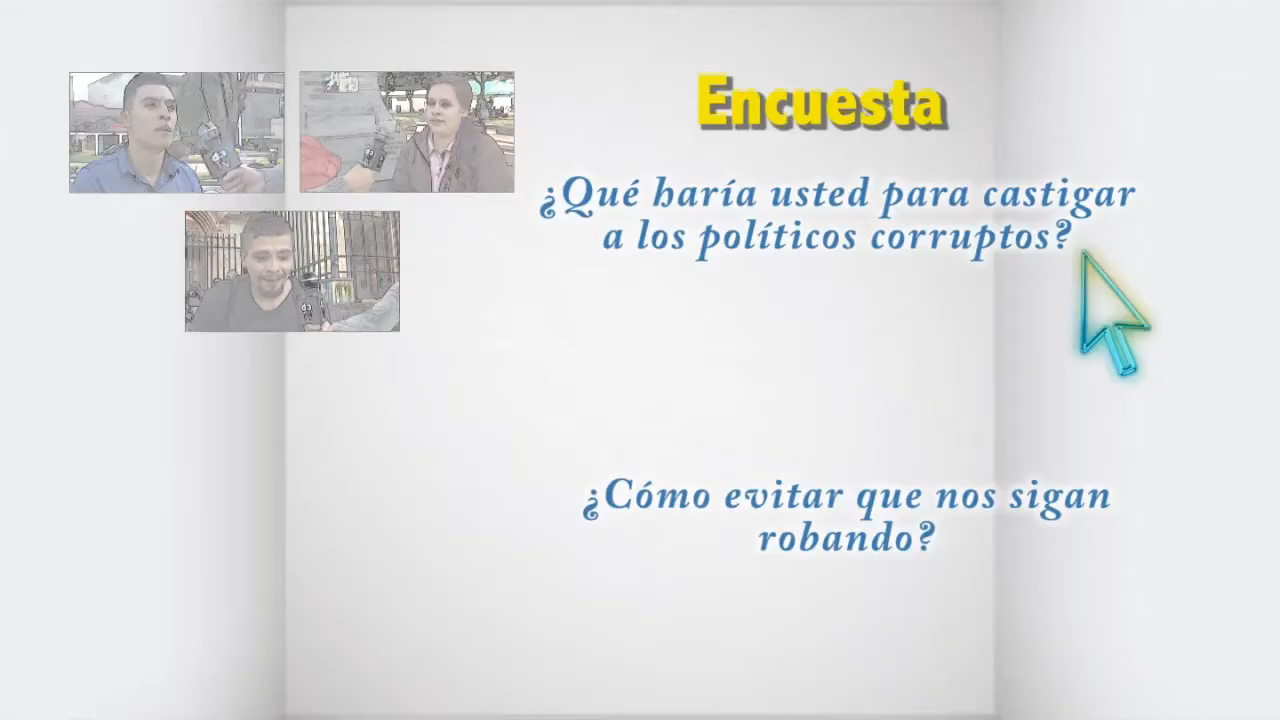 Encuesta
¿Qué haría usted para castigar
a los políticos corruptos?
¿Cómo evitar que nos sigan
robando?